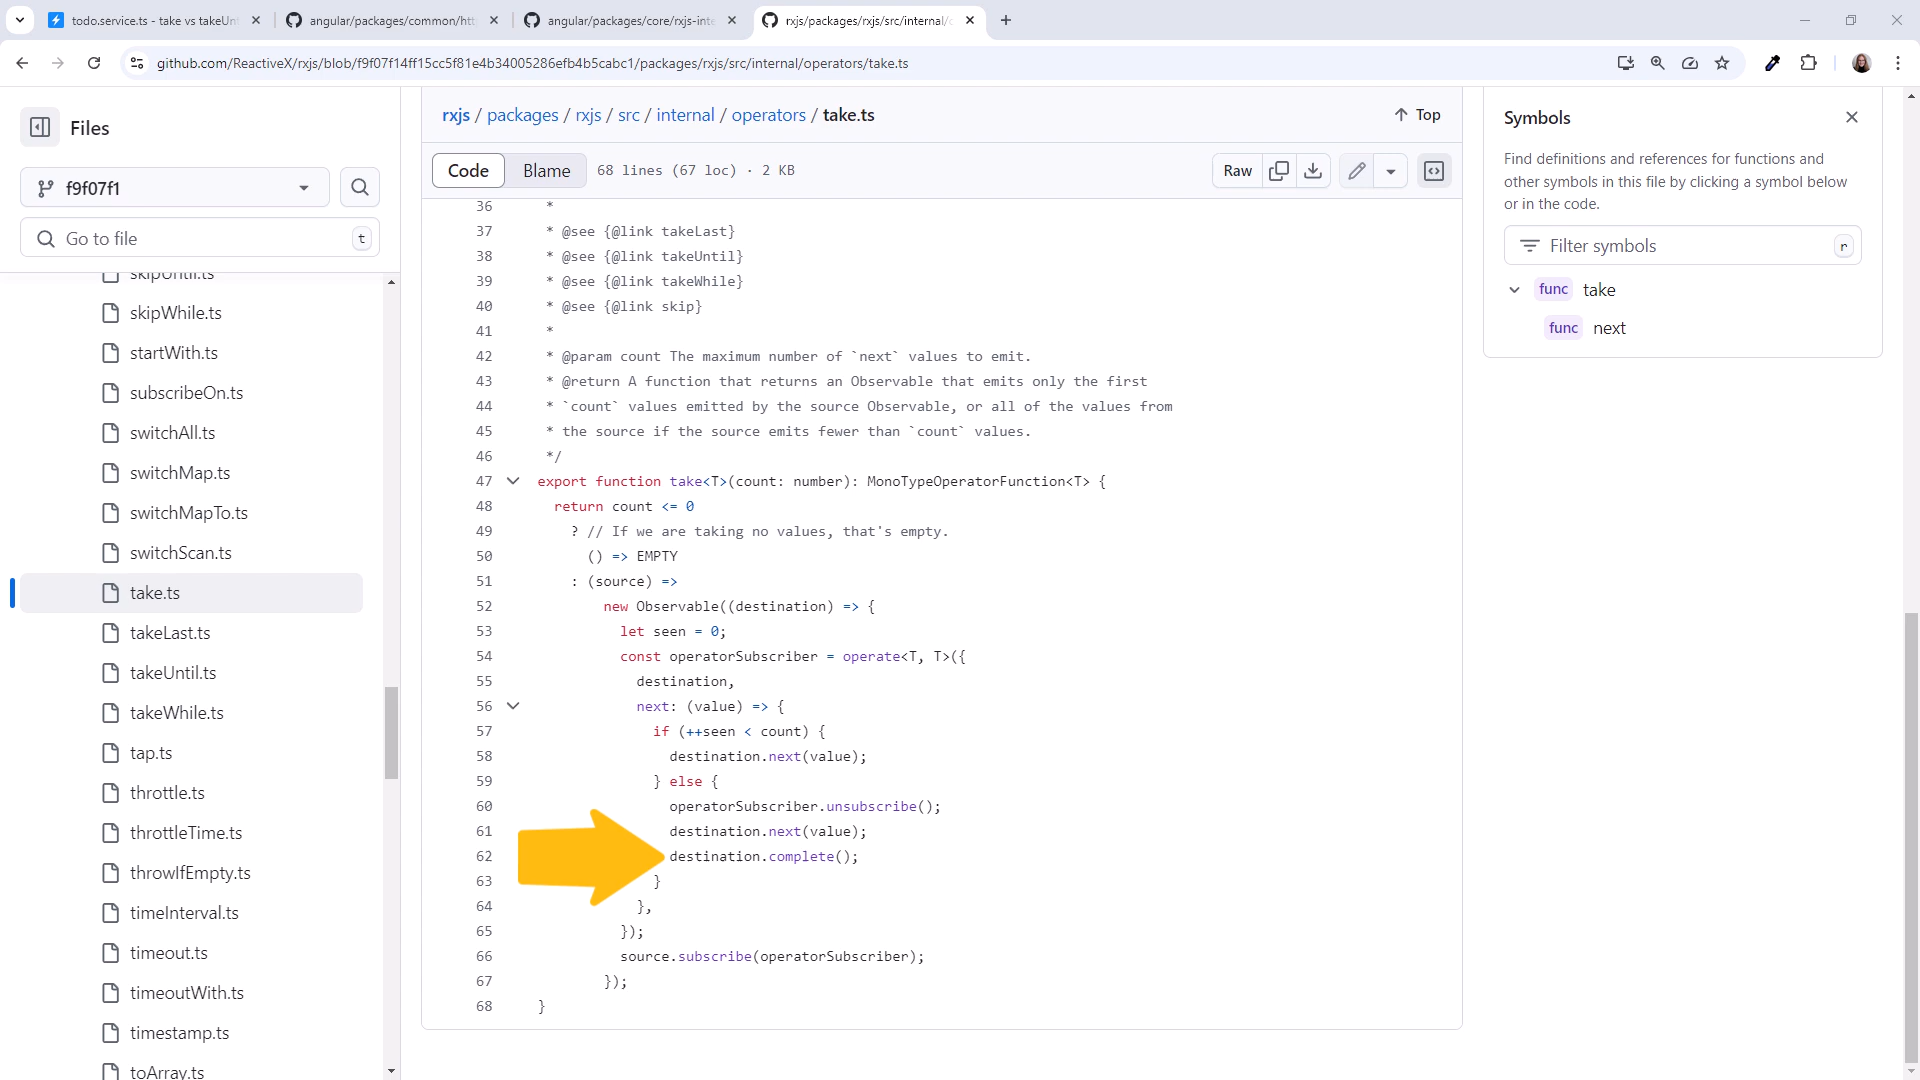 todo.service.ts - take vs takeUn
angular/packages/common/htt
angular/packages/core/rxjs-inte
rxjs/packages/rxjs/src/internal/
github.com/ReactiveX/rxjs/blob/f9f07f14ff15cc5f81e4b34005286efb4b5cabc1/packages/rxjs/src/internal/operators/take.ts
Files
f9f07f1
Go to file
t
skipUntil.ts
skipWhile.ts
startWith.ts
subscribeOn.ts
switchAll.ts
switchMap.ts
switchMapTo.ts
switchScan.ts
take.ts
takeLast.ts
takeUntil.ts
takeWhile.ts
tap.ts
throttle.ts
throttleTime.ts
throwIfEmpty.ts
timeInterval.ts
timeout.ts
timeoutWith.ts
timestamp.ts
toArray.ts
rxjs / packages / rxjs / src / internal / operators / take.ts
Top
Code Blame 68 lines (67 loc) · 2 KB
Raw
36 *
37 * @see {@link takeLast}
38 * @see {@link takeUntil}
39 * @see {@link takeWhile}
40 * @see {@link skip}
41 *
42 * @param count The maximum number of `next` values to emit.
43 * @return A function that returns an Observable that emits only the first
44 * `count` values emitted by the source Observable, or all of the values from
45 * the source if the source emits fewer than `count` values.
46 */
47 export function take<T>(count: number): MonoTypeOperatorFunction<T> {
48 return count <= 0
49 ? // If we are taking no values, that's empty.
50 () => EMPTY
51 : (source) =>
52 new Observable((destination) => {
53 let seen = 0;
54 const operatorSubscriber = operate<T, T>({
55 destination,
56 next: (value) => {
57 if (++seen < count) {
58 destination.next(value);
59 } else {
60 operatorSubscriber.unsubscribe();
61 destination.next(value);
62 destination.complete();
63 }
64 },
65 });
66 source.subscribe(operatorSubscriber);
67 });
68 }
Symbols
Find definitions and references for functions and
other symbols in this file by clicking a symbol below
or in the code.
Filter symbols
r
func take
func next